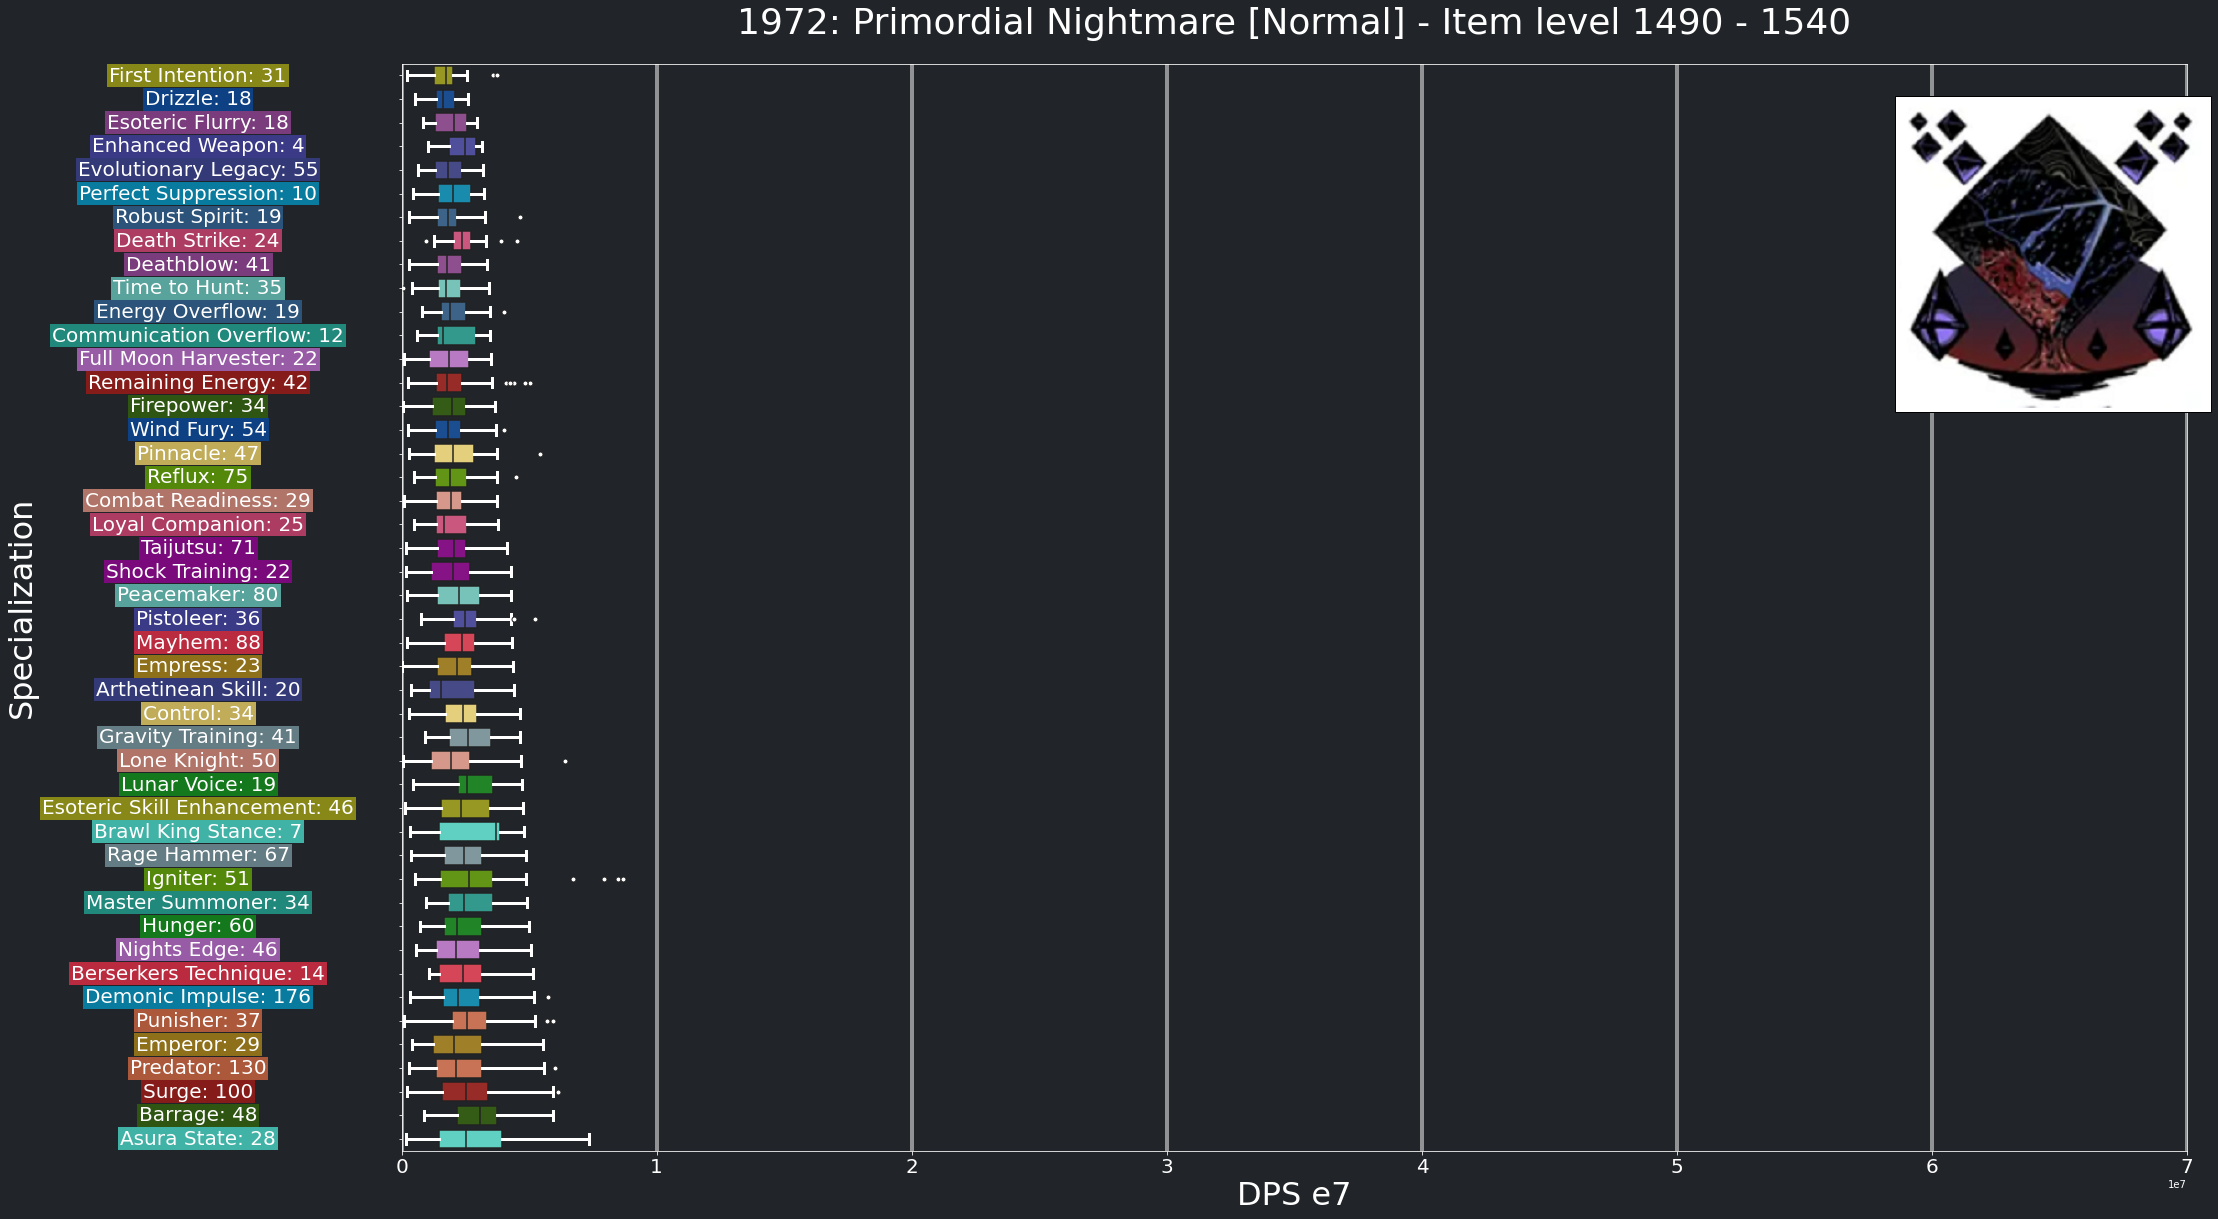 1972: Primordial Nightmare [Normal] - Item level 1490 - 1540
First Intention: 31
Drizzle: 18
Esoteric Flurry: 18
Enhanced Weapon: 4
Evolutionary Legacy: 55
Perfect Suppression: 10
Robust Spirit: 19
Death Strike: 24
Deathblow: 41
Time to Hunt: 35
Energy Overflow: 19
Communication Overflow: 12
Full Moon Harvester: 22
Remaining Energy: 42
Firepower: 34
Wind Fury: 54
Pinnacle: 47
Reflux: 75
Combat Readiness: 29
Loyal Companion: 25
Taijutsu: 71
Shock Training: 22
Peacemaker: 80
Pistoleer: 36
Mayhem: 88
Empress: 23
Arthetinean Skill: 20
Control: 34
Gravity Training: 41
Lone Knight: 50
Lunar Voice: 19
Esoteric Skill Enhancement: 46
Brawl King Stance: 7
Rage Hammer: 67
Igniter: 51
Master Summoner: 34
Hunger: 60
Nights Edge: 46
Berserkers Technique: 14
Demonic Impulse: 176
Punisher: 37
Emperor: 29
Predator: 130
Surge: 100
Barrage: 48
Asura State: 28
Specialization
0 1 2 3 4 5 6 7
1e7
DPS e7